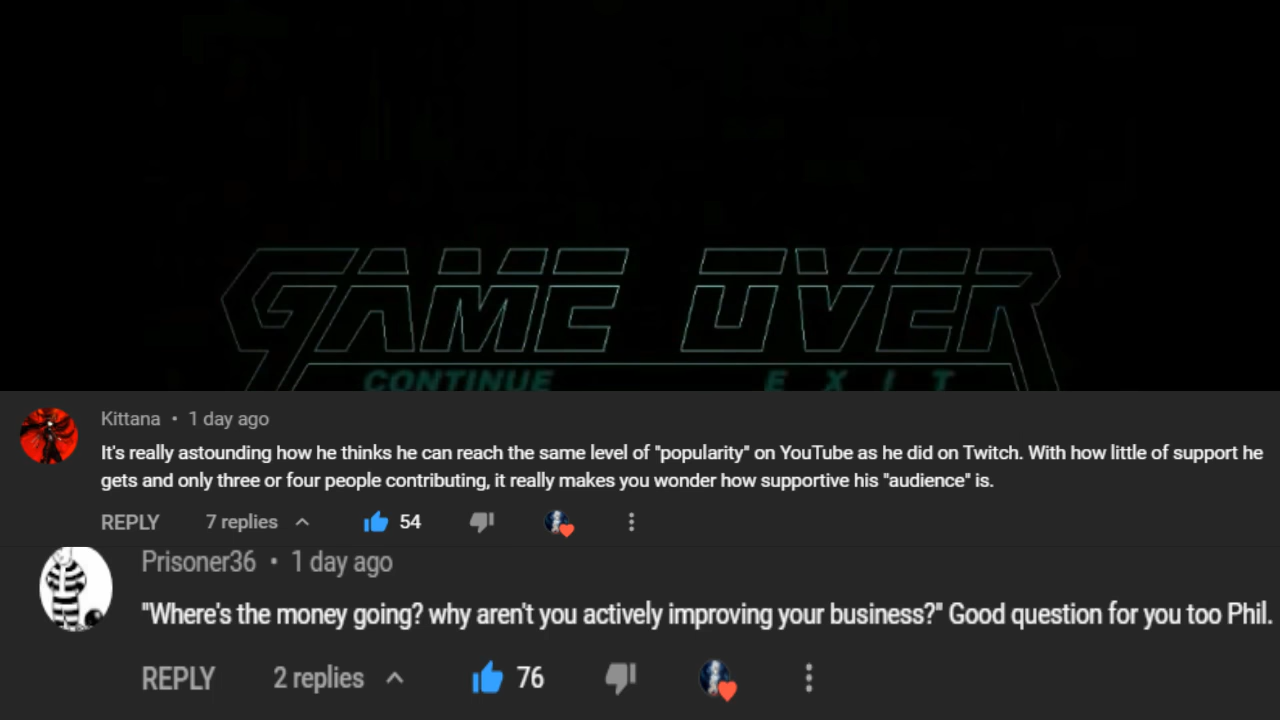 GAME OVER
CONTINUE EXIT
Kittana • 1 day ago
It's really astounding how he thinks he can reach the same level of "popularity" on YouTube as he did on Twitch. With how little of support he
gets and only three or four people contributing, it really makes you wonder how supportive his "audience" is.
REPLY 7 replies 54
Prisoner36 • 1 day ago
"Where's the money going? why aren't you actively improving your business?" Good question for you too Phil.
REPLY 2 replies 76